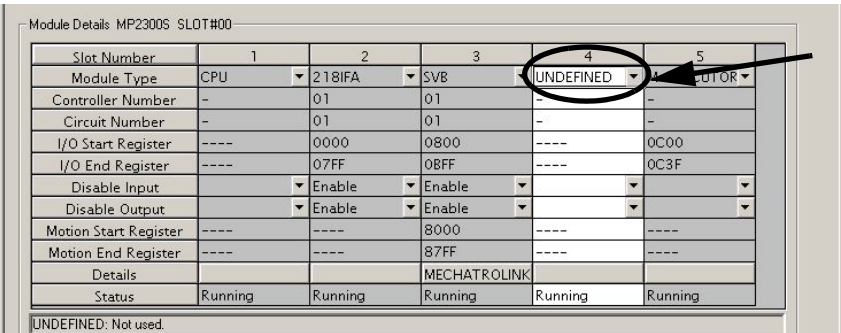 Module Details MP2300S SLOT#00
Slot Number 1 2 3 4 5
Module Type CPU 218IFA SVB UNDEFINED
Controller Number - 01 01 - -
Circuit Number - 01 01 - -
I/O Start Register ---- 0000 0800 ---- 0C00
I/O End Register ---- 07FF 0BFF ---- 0C3F
Disable Input Enable Enable
Disable Output Enable Enable
Motion Start Register ---- ---- 8000 ---- ----
Motion End Register ---- ---- 87FF ---- ----
Details MECHATROLINK
Status Running Running Running Running Running
UNDEFINED: Not used.